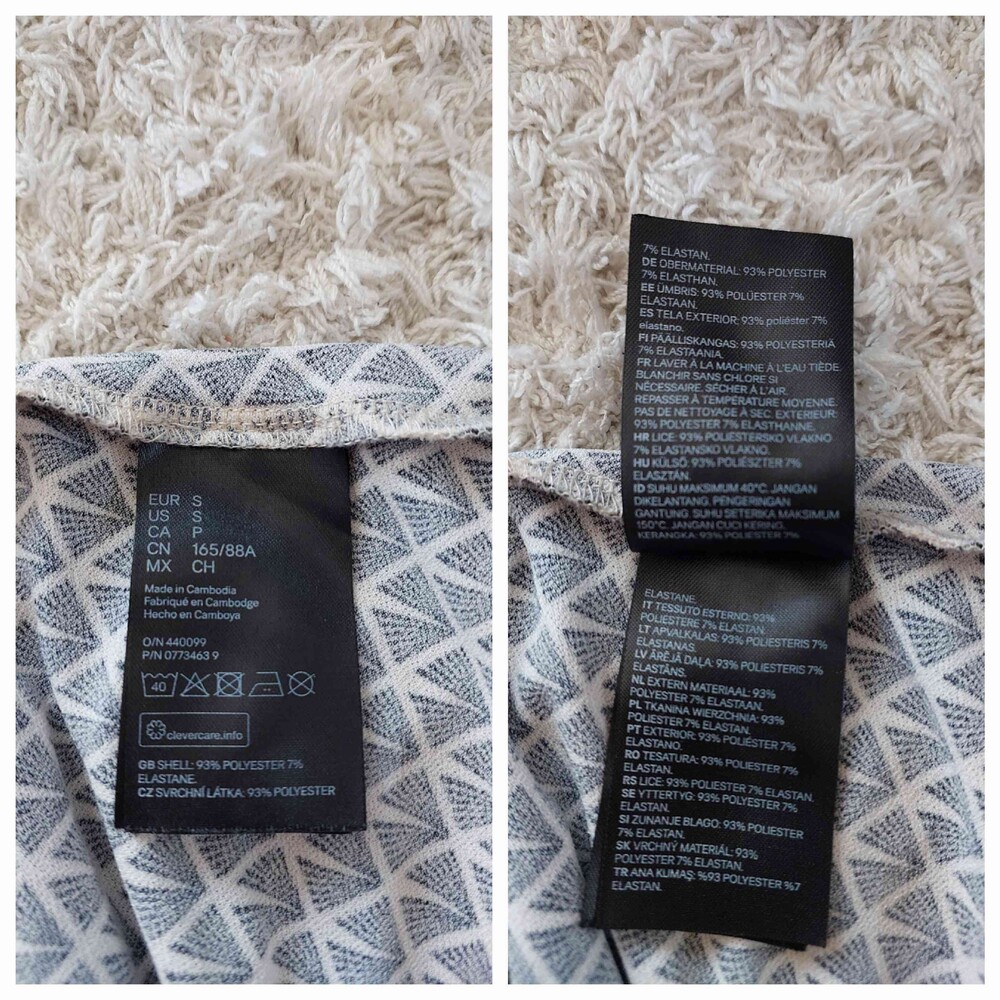 EUR S
US S
CA P
CN 165/88A
MX CH
Made in Cambodia
Fabriqué en Cambodge
Hecho en Camboya
O/N 440099
P/N 0773463 9
40
clevercare.info
GB SHELL: 93% POLYESTER 7%
ELASTANE.
CZ SVRCHNÍ LÁTKA: 93% POLYESTER
7% ELASTAN.
DE OBERMATERIAL: 93% POLYESTER
7% ELASTHAN.
EE ÜMBRIS: 93% POLÜESTER 7%
ELASTAAN.
ES TELA EXTERIOR: 93% poliéster 7%
elastano.
FI PÄÄLLISKANGAS: 93% POLYESTERIÄ
7% ELASTAANIA.
FR LAVER À LA MACHINE À L'EAU TIÈDE.
BLANCHIR SANS CHLORE SI
NÉCESSAIRE. SÉCHER À L'AIR.
REPASSER À TEMPÉRATURE MOYENNE.
PAS DE NETTOYAGE À SEC. EXTERIEUR:
93% POLYESTER 7% ELASTHANNE.
HR LICE: 93% POLIESTERSKO VLAKNO
7% ELASTANSKO VLAKNO.
HU KÜLSŐ: 93% POLIÉSZTER 7%
ELASZTÁN.
ID SUHU MAKSIMUM 40°C. JANGAN
DIKELANTANG. PENGERINGAN
GANTUNG. SUHU SETERIKA MAKSIMUM
150°C. JANGAN CUCI KERING.
KERANGKA: 93% POLYESTER 7%
ELASTANE.
IT TESSUTO ESTERNO: 93%
POLIESTERE 7% ELASTAN.
LT APVALKALAS: 93% POLIESTERIS 7%
ELASTANAS.
LV ĀRĒJĀ DAĻA: 93% POLIESTERIS 7%
ELASTĀNS.
NL EXTERN MATERIAAL: 93%
POLYESTER 7% ELASTAAN.
PL TKANINA WIERZCHNIA: 93%
POLIESTER 7% ELASTAN.
PT EXTERIOR: 93% POLIÉSTER 7%
ELASTANO.
RO TESATURA: 93% POLIESTER 7%
ELASTAN.
RS LICE: 93% POLIESTER 7% ELASTAN.
SE YTTERTYG: 93% POLYESTER 7%
ELASTAN.
SI ZUNANJE BLAGO: 93% POLIESTER
7% ELASTAN.
SK VRCHNÝ MATERIÁL: 93%
POLYESTER 7% ELASTAN.
TR ANA KUMAŞ: %93 POLYESTER %7
ELASTAN.